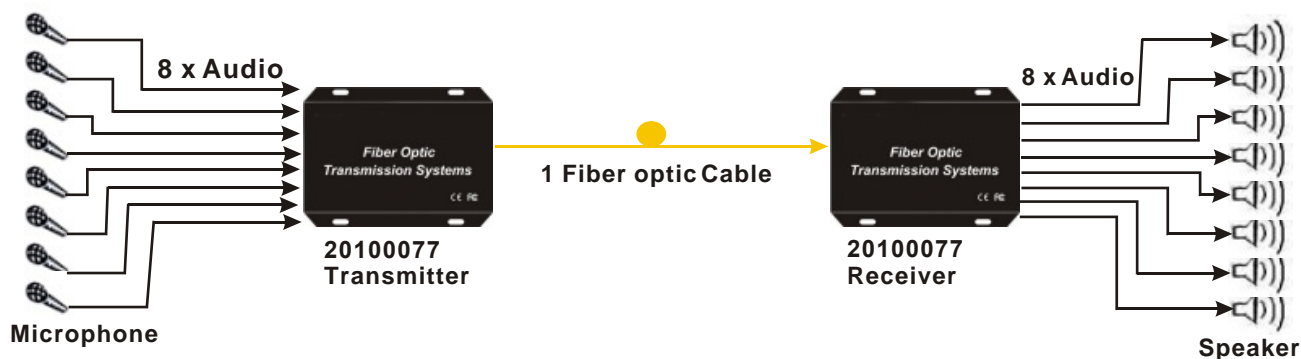 8 x Audio
8 x Audio
Fiber Optic
Transmission Systems
CE FC
1 Fiber optic Cable
Fiber Optic
Transmission Systems
CE FC
20100077
Transmitter
20100077
Receiver
Microphone
Speaker